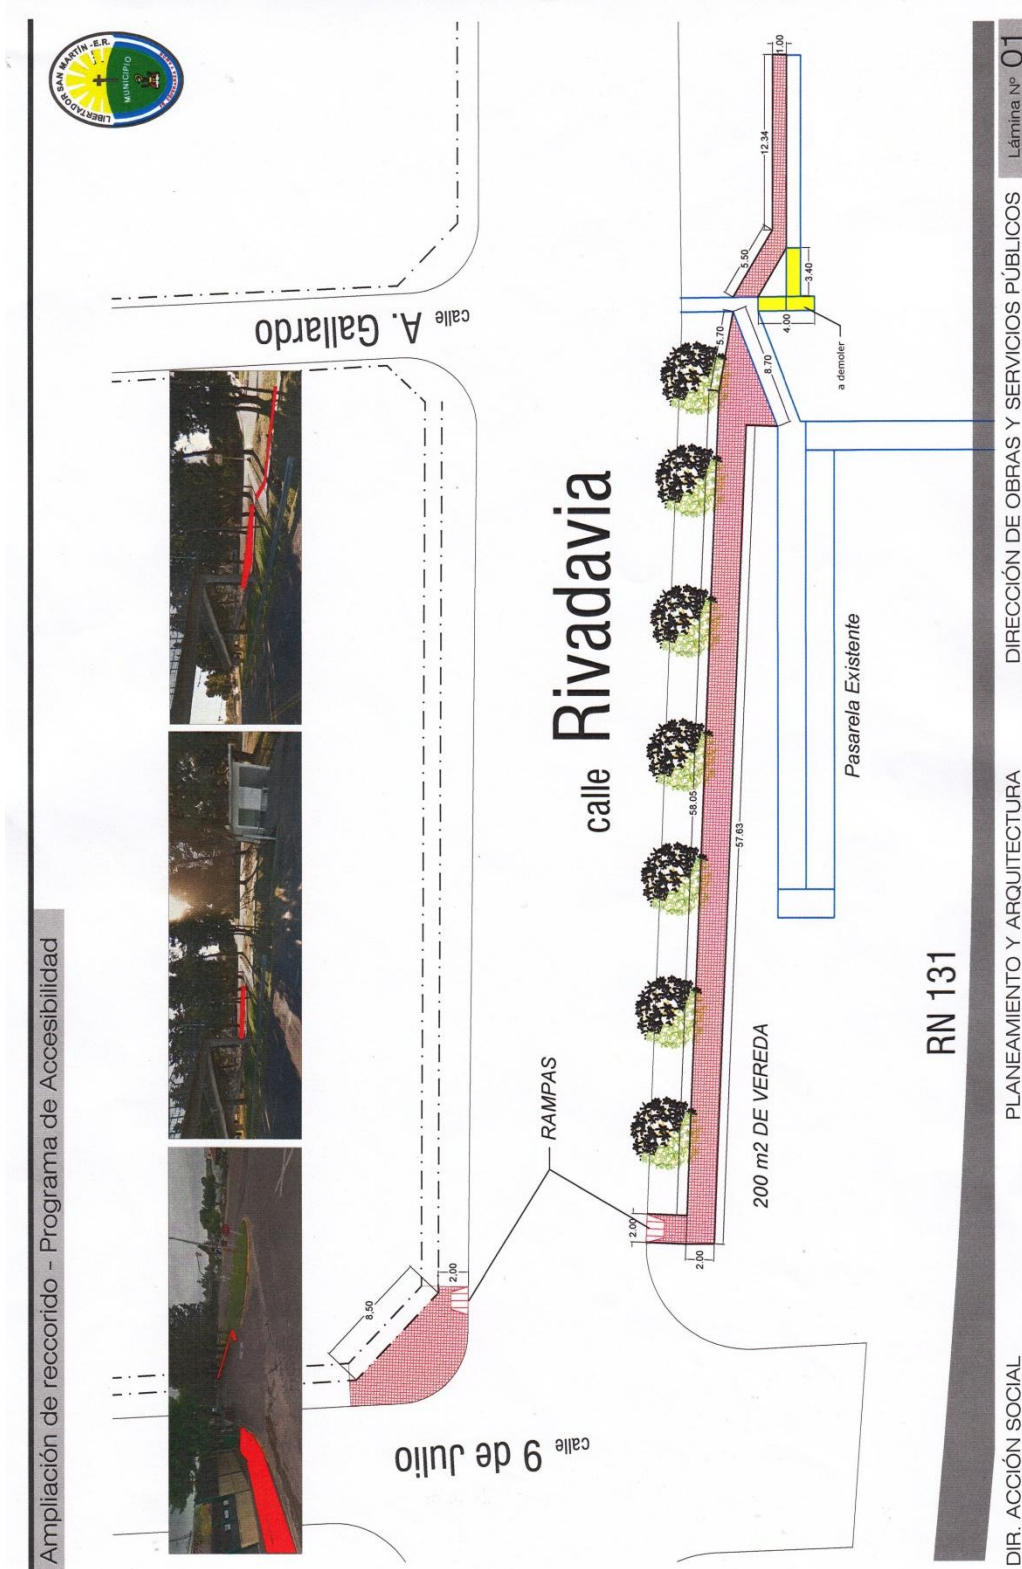 Ampliación de reccorido - Programa de Accesibilidad
LIBERTADOR SAN MARTÍN - E.R.
MUNICIPIO
calle A. Gallardo
calle 9 de Julio
calle Rivadavia
RAMPAS
8.50
2.00
2.00
2.00
58.05
57.63
5.70
8.70
5.50
12.34
1.00
3.40
4.00
a demoler
200 m2 DE VEREDA
Pasarela Existente
RN 131
DIR. ACCIÓN SOCIAL
PLANEAMIENTO Y ARQUITECTURA
DIRECCIÓN DE OBRAS Y SERVICIOS PÚBLICOS
Lámina Nº 01